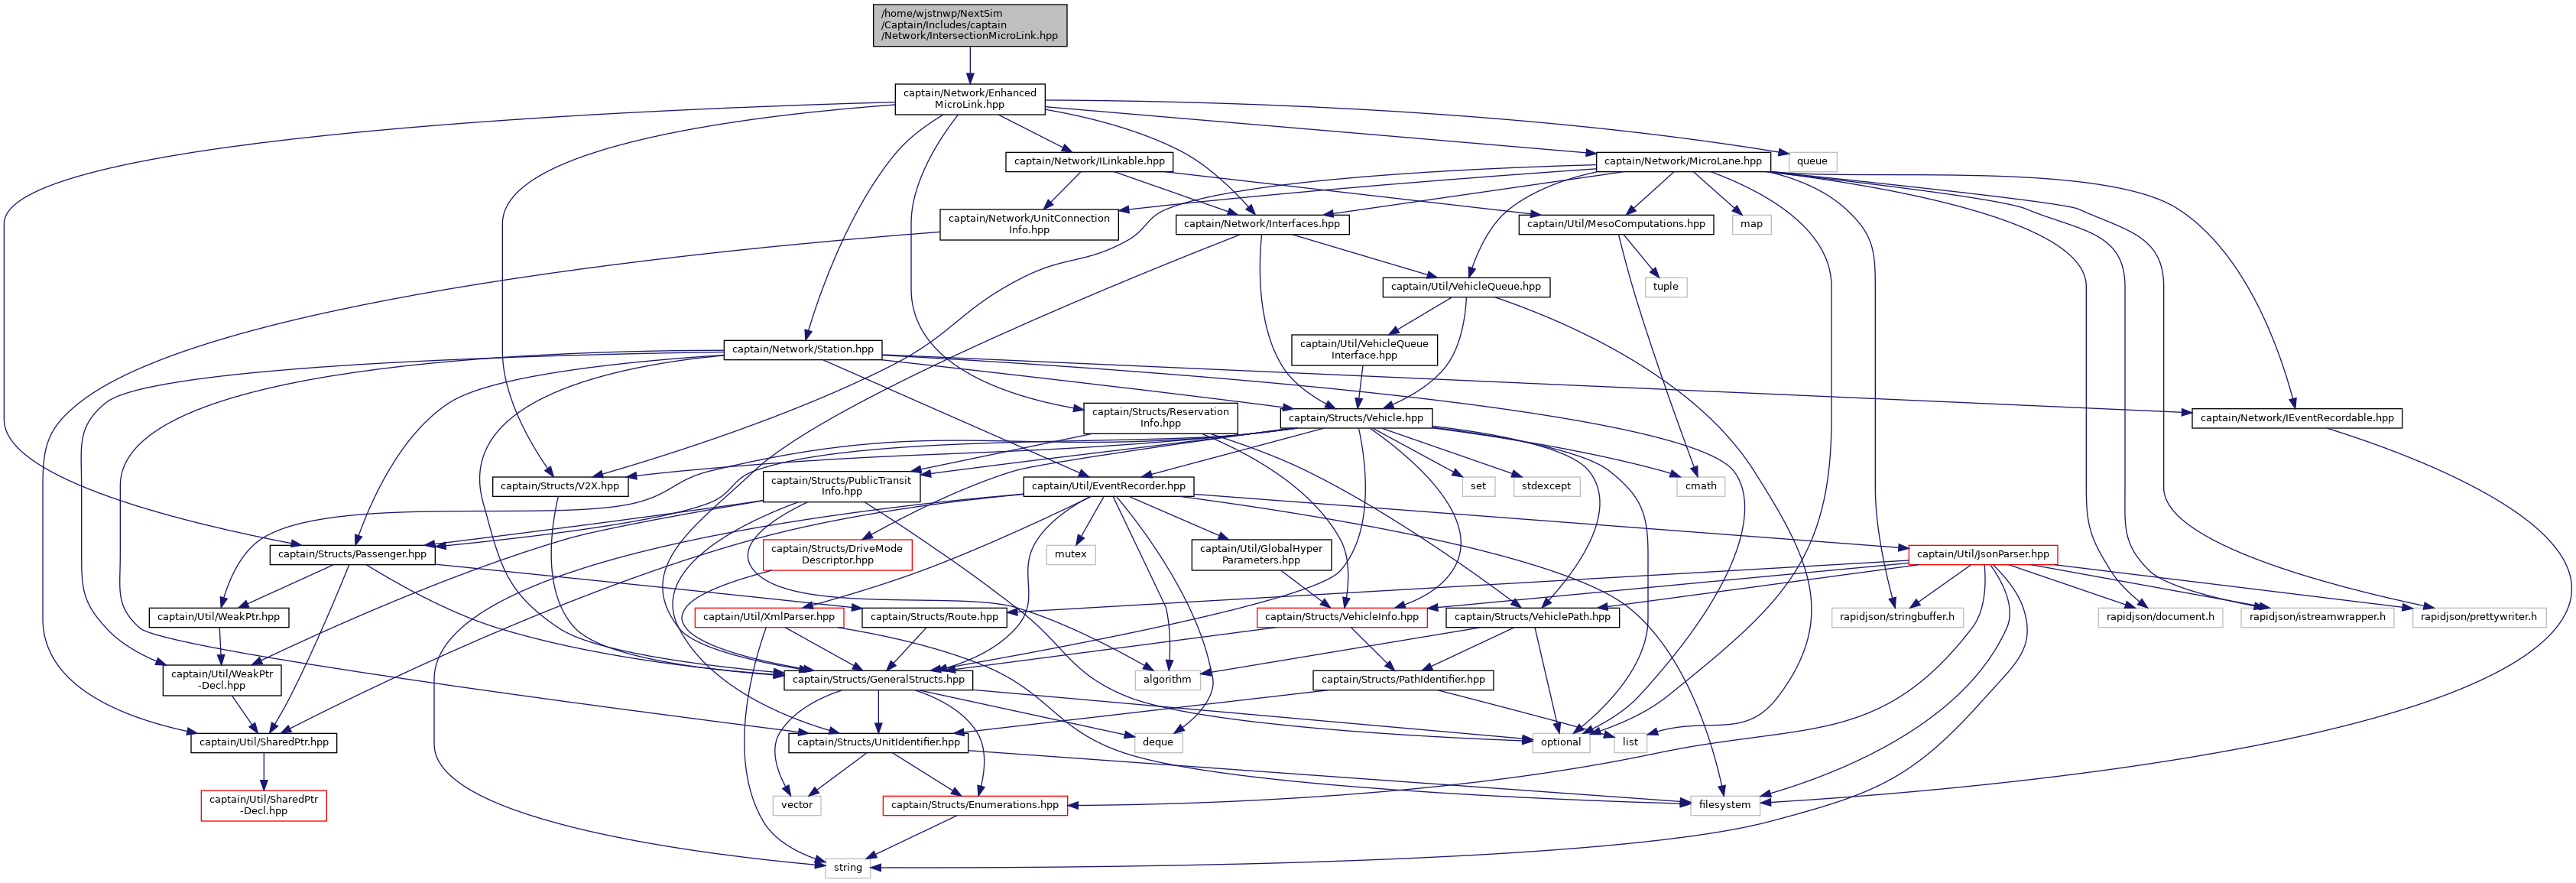 /home/wjstnwp/NextSim
/Captain/Includes/captain
/Network/IntersectionMicroLink.hpp
captain/Network/Enhanced
MicroLink.hpp
captain/Network/ILinkable.hpp
captain/Network/MicroLane.hpp
queue
captain/Network/UnitConnection
Info.hpp
captain/Network/Interfaces.hpp
captain/Util/MesoComputations.hpp
map
captain/Util/VehicleQueue.hpp
tuple
captain/Network/Station.hpp
captain/Util/VehicleQueue
Interface.hpp
captain/Structs/Reservation
Info.hpp
captain/Structs/Vehicle.hpp
captain/Network/IEventRecordable.hpp
captain/Structs/V2X.hpp
captain/Structs/PublicTransit
Info.hpp
captain/Util/EventRecorder.hpp
set
stdexcept
cmath
captain/Structs/Passenger.hpp
captain/Structs/DriveMode
Descriptor.hpp
mutex
captain/Util/GlobalHyper
Parameters.hpp
captain/Util/JsonParser.hpp
captain/Util/WeakPtr.hpp
captain/Util/XmlParser.hpp
captain/Structs/Route.hpp
captain/Structs/VehicleInfo.hpp
captain/Structs/VehiclePath.hpp
rapidjson/stringbuffer.h
rapidjson/document.h
rapidjson/istreamwrapper.h
rapidjson/prettywriter.h
captain/Util/WeakPtr
-Decl.hpp
captain/Structs/GeneralStructs.hpp
algorithm
captain/Structs/PathIdentifier.hpp
captain/Util/SharedPtr.hpp
captain/Structs/UnitIdentifier.hpp
deque
optional
list
captain/Util/SharedPtr
-Decl.hpp
vector
captain/Structs/Enumerations.hpp
filesystem
string